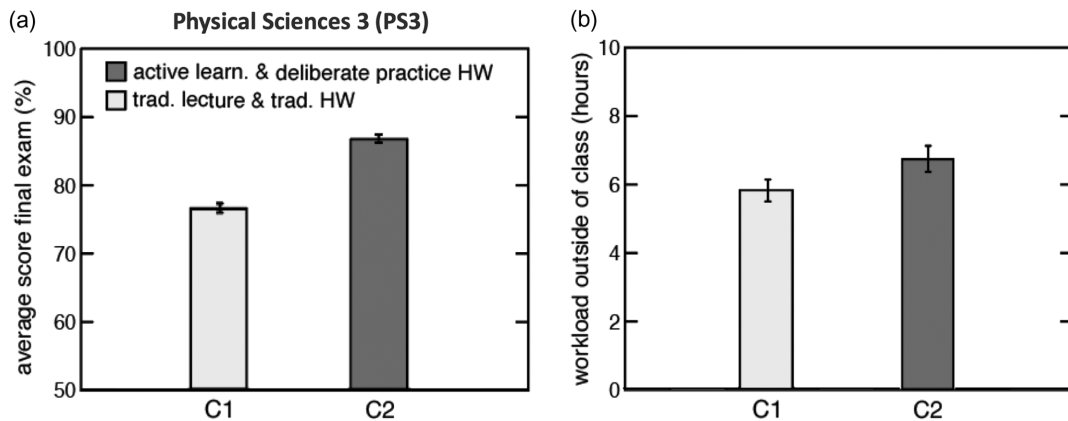 (a)
Physical Sciences 3 (PS3)
100
90
80
70
60
50
average score final exam (%)
active learn. & deliberate practice HW
trad. lecture & trad. HW
C1
C2
(b)
10
8
6
4
2
0
workload outside of class (hours)
C1
C2